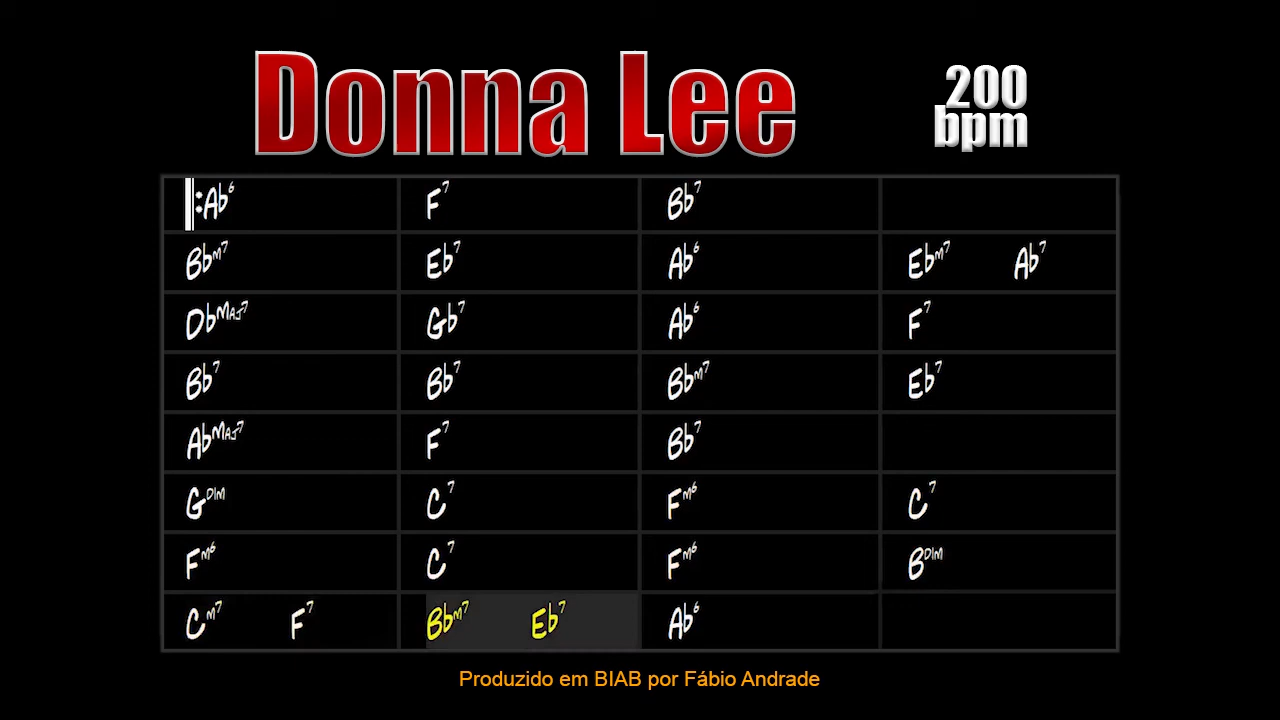 Donna Lee
200
bpm
Ab6 F7 Bb7
Bbm7 Eb7 Ab6 Ebm7 Ab7
DbMAJ7 Gb7 Ab6 F7
Bb7 Bb7 Bbm7 Eb7
AbMAJ7 F7 Bb7
GDIM C7 Fm6 C7
Fm6 C7 Fm6 BDIM
Cm7 F7 Bbm7 Eb7 Ab6
Produzido em BIAB por Fábio Andrade